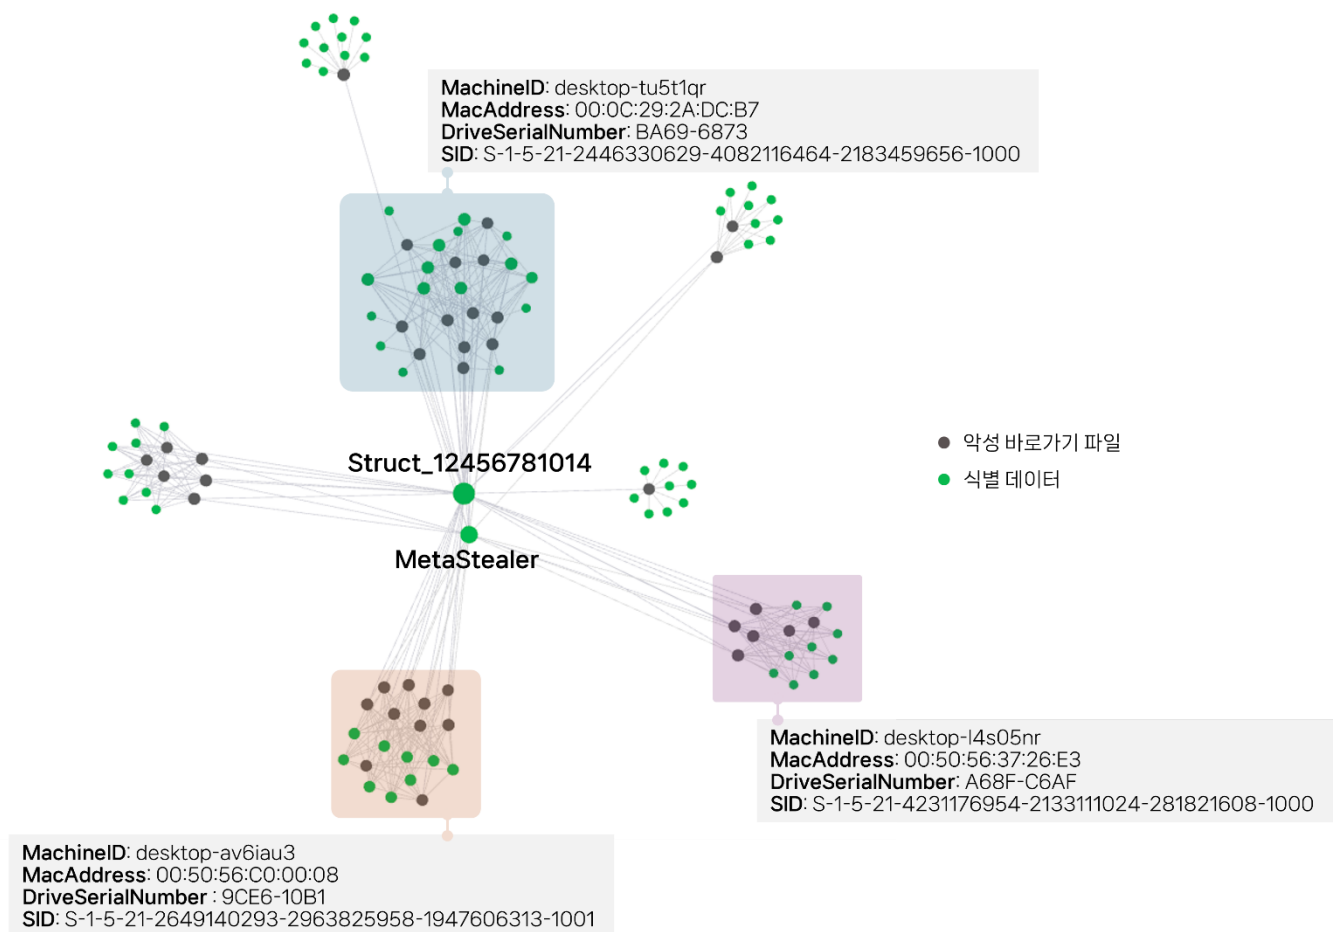 MachineID: desktop-tu5t1qr
MacAddress: 00:0C:29:2A:DC:B7
DriveSerialNumber: BA69-6873
SID: S-1-5-21-2446330629-4082116464-2183459656-1000
악성 바로가기 파일
식별 데이터
Struct_12456781014
MetaStealer
MachineID: desktop-l4s05nr
MacAddress: 00:50:56:37:26:E3
DriveSerialNumber: A68F-C6AF
SID: S-1-5-21-4231176954-2133111024-281821608-1000
MachineID: desktop-av6iau3
MacAddress: 00:50:56:C0:00:08
DriveSerialNumber : 9CE6-10B1
SID: S-1-5-21-2649140293-2963825958-1947606313-1001